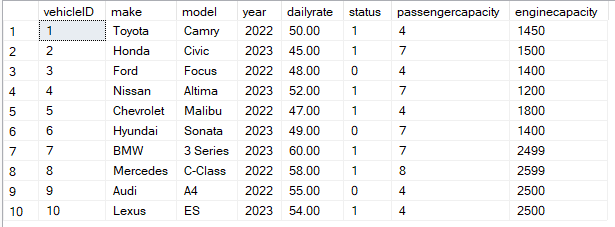 vehicleID make model year dailyrate status passengercapacity enginecapacity
1 1 Toyota Camry 2022 50.00 1 4 1450
2 2 Honda Civic 2023 45.00 1 7 1500
3 3 Ford Focus 2022 48.00 0 4 1400
4 4 Nissan Altima 2023 52.00 1 7 1200
5 5 Chevrolet Malibu 2022 47.00 1 4 1800
6 6 Hyundai Sonata 2023 49.00 0 7 1400
7 7 BMW 3 Series 2023 60.00 1 7 2499
8 8 Mercedes C-Class 2022 58.00 1 8 2599
9 9 Audi A4 2022 55.00 0 4 2500
10 10 Lexus ES 2023 54.00 1 4 2500